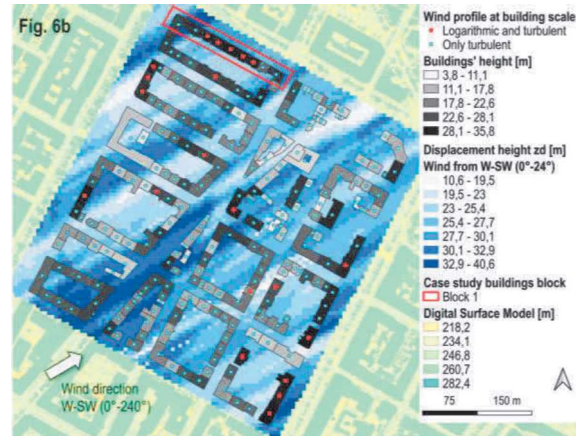 Fig. 6b
Wind direction
W-SW (0°-240°)
Wind profile at building scale
Logarithmic and turbulent
Only turbulent
Buildings' height [m]
3,8 - 11,1
11,1 - 17,8
17,8 - 22,6
22,6 - 28,1
28,1 - 35,8
Displacement height zd [m]
Wind from W-SW (0°-24°)
10,6 - 19,5
19,5 - 23
23 - 25,4
25,4 - 27,7
27,7 - 30,1
30,1 - 32,9
32,9 - 40,6
Case study buildings block
Block 1
Digital Surface Model [m]
218,2
234,1
246,8
260,7
282,4
75 150 m